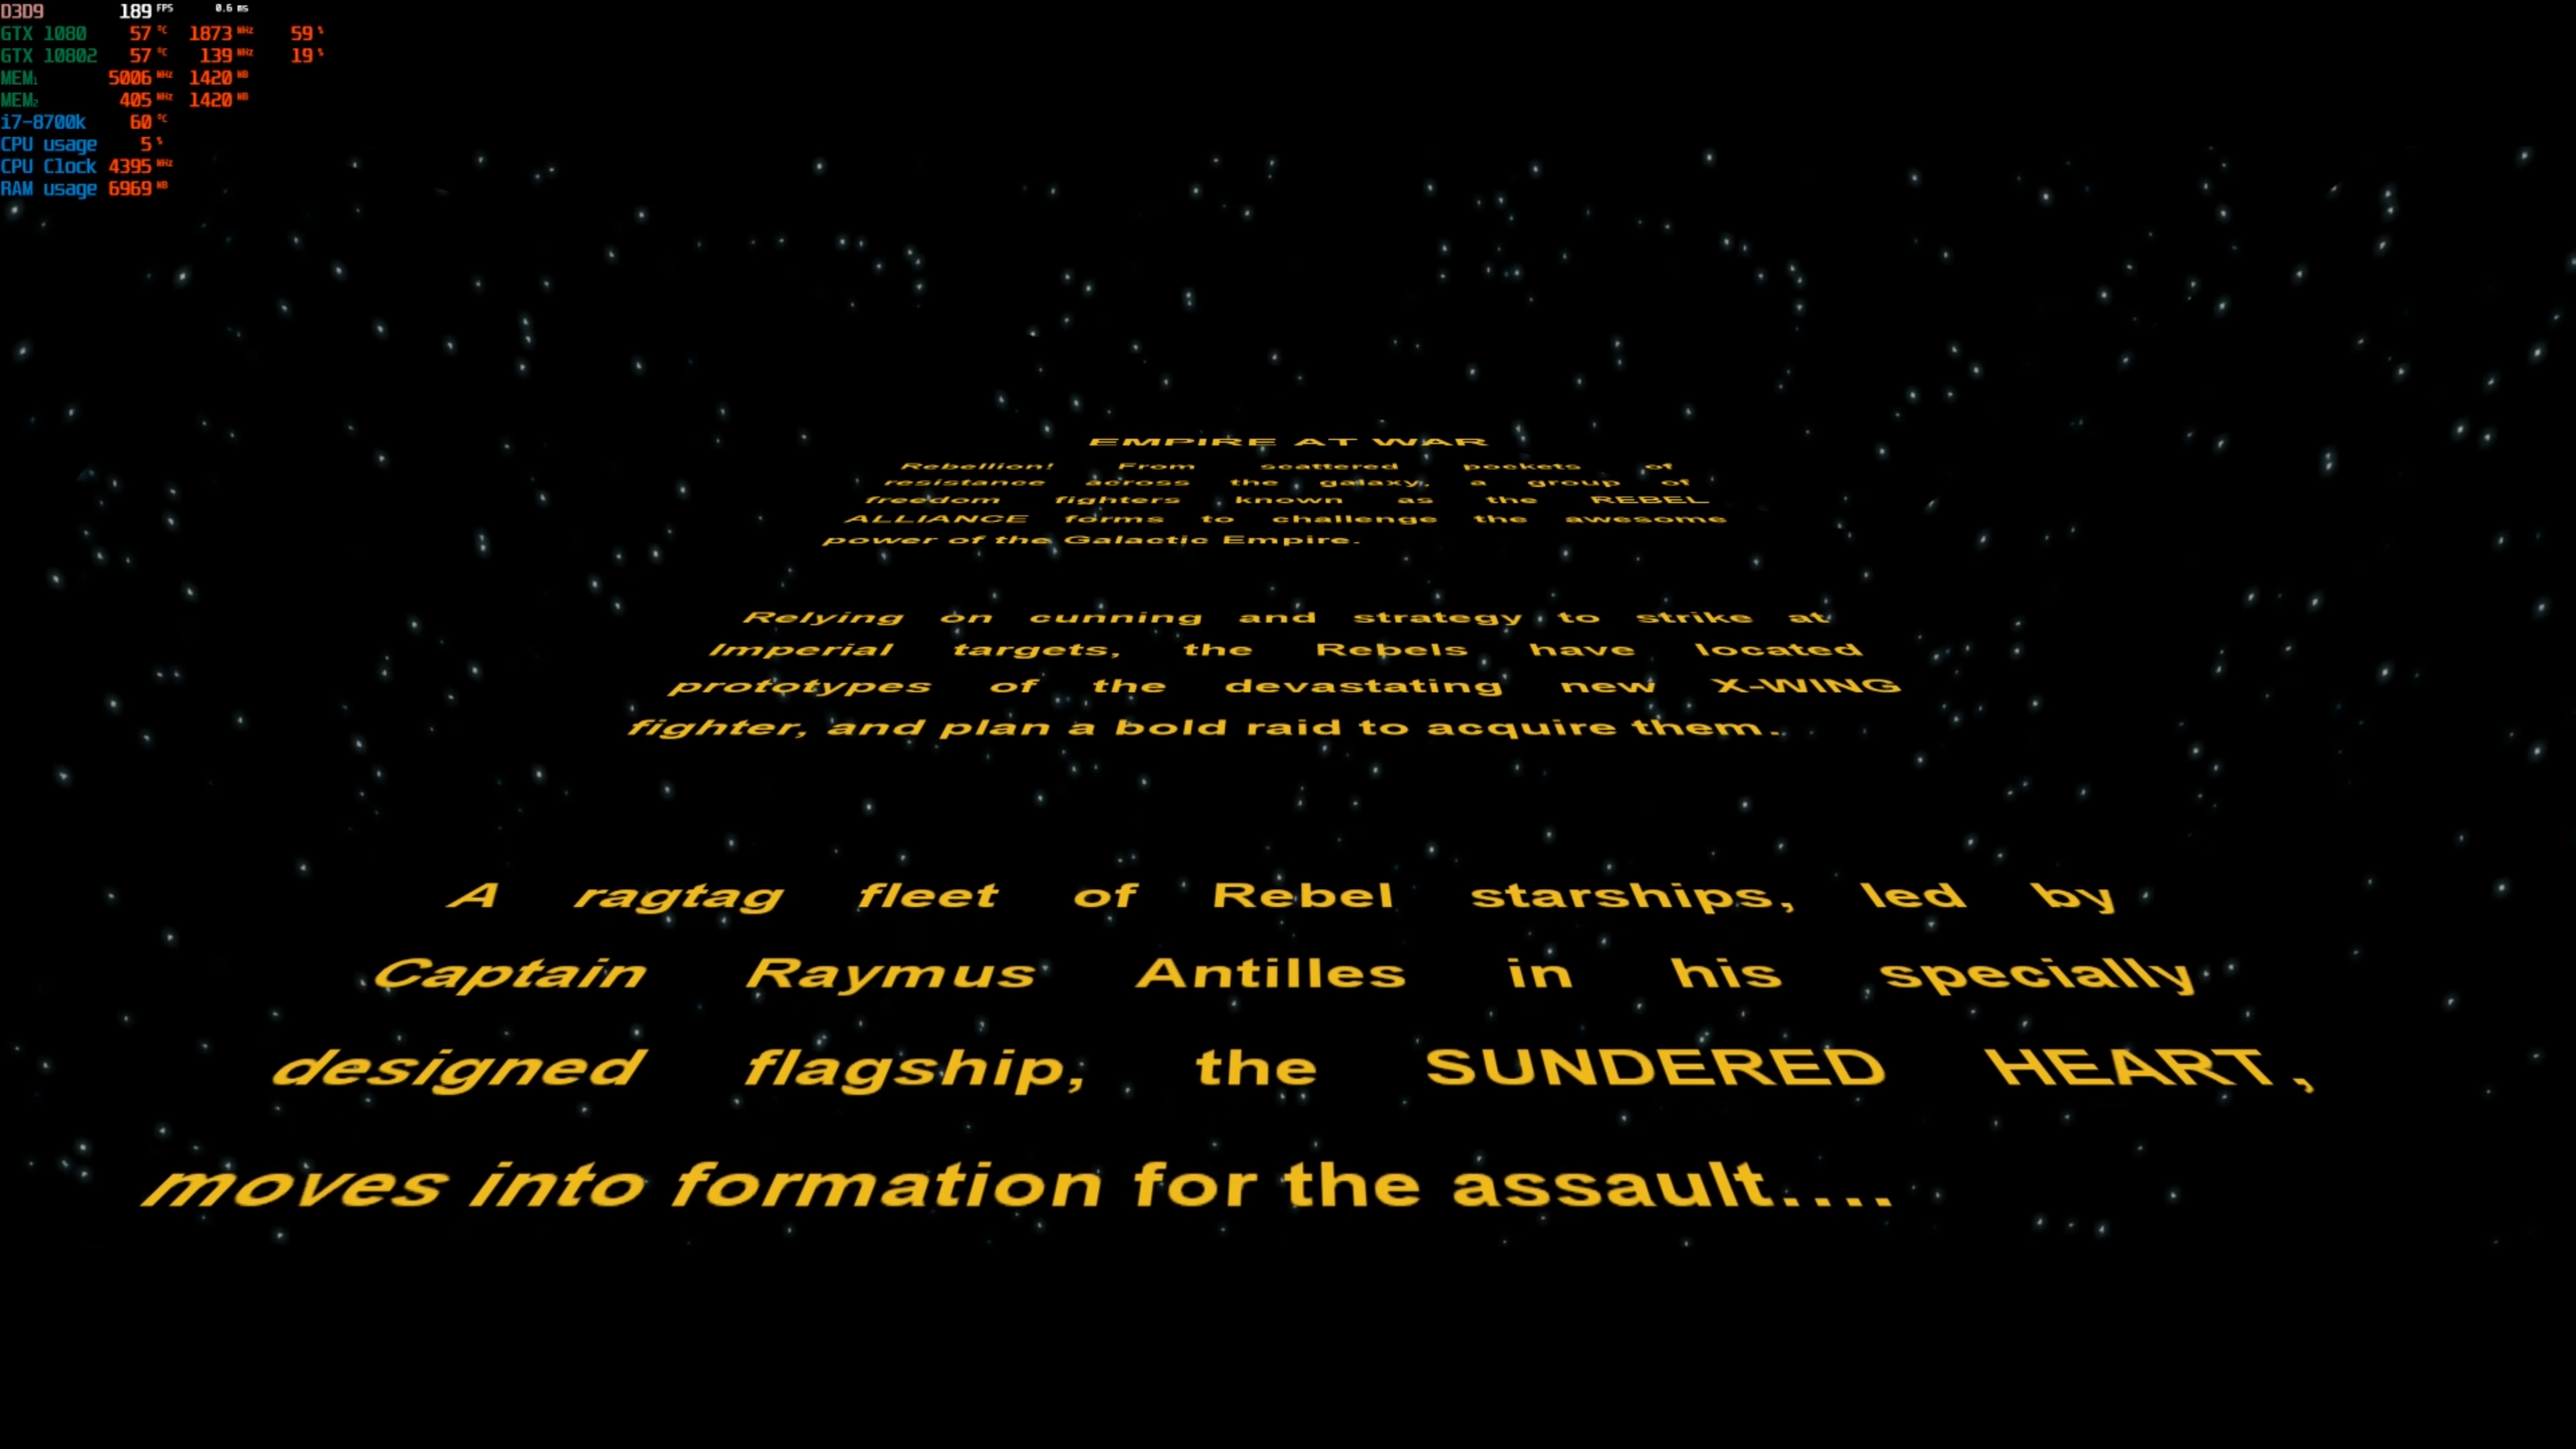 D3D9 189 FPS 0.6 ms
GTX 1080 57 °C 1873 MHz 59 %
GTX 10802 57 °C 139 MHz 19 %
MEM1 5006 MHz 1420 MB
MEM2 405 MHz 1420 MB
i7-8700k 60 °C
CPU usage 5 %
CPU Clock 4395 MHz
RAM usage 6969 MB
EMPIRE AT WAR
Rebellion! From scattered pockets of
resistance across the galaxy, a group of
freedom fighters known as the REBEL
ALLIANCE forms to challenge the awesome
power of the Galactic Empire.
Relying on cunning and strategy to strike at
Imperial targets, the Rebels have located
prototypes of the devastating new X-WING
fighter, and plan a bold raid to acquire them.
A ragtag fleet of Rebel starships, led by
Captain Raymus Antilles in his specially
designed flagship, the SUNDERED HEART,
moves into formation for the assault....